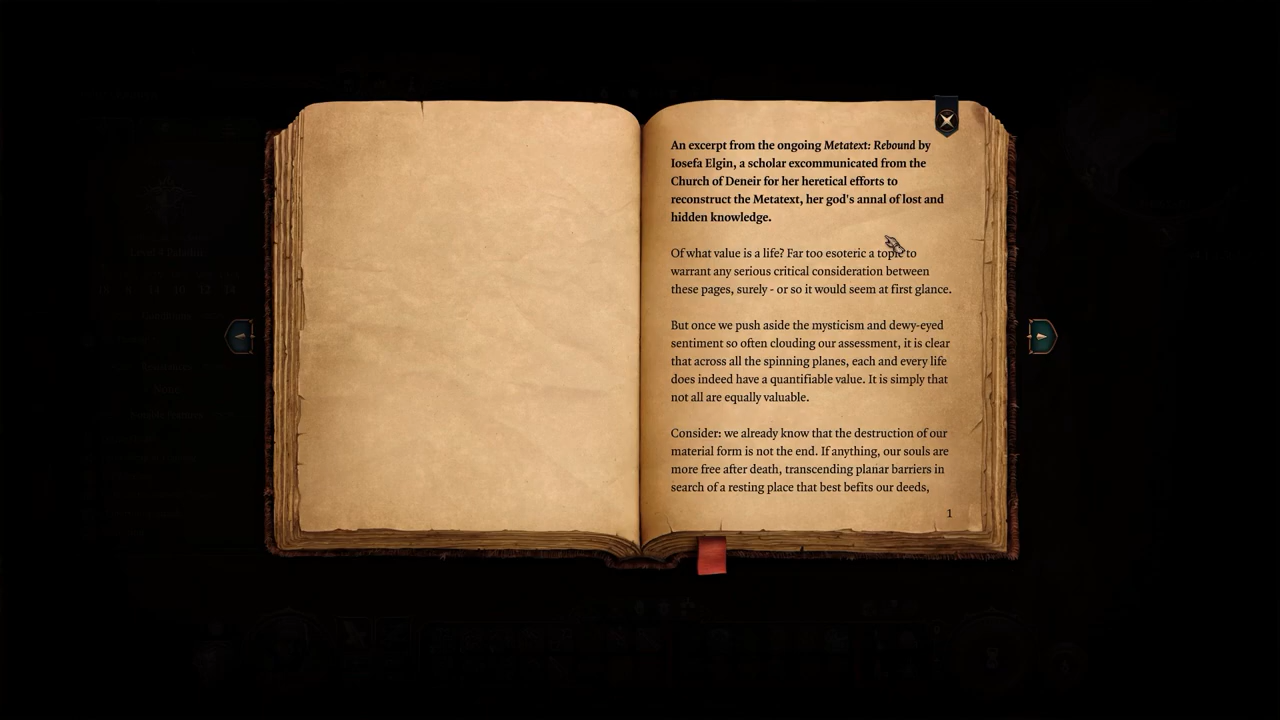 An excerpt from the ongoing Metatext: Rebound by
Iosefa Elgin, a scholar excommunicated from the
Church of Deneir for her heretical efforts to
reconstruct the Metatext, her god's annal of lost and
hidden knowledge.
Of what value is a life? Far too esoteric a topic to
warrant any serious critical consideration between
these pages, surely - or so it would seem at first glance.
But once we push aside the mysticism and dewy-eyed
sentiment so often clouding our assessment, it is clear
that across all the spinning planes, each and every life
does indeed have a quantifiable value. It is simply that
not all are equally valuable.
Consider: we already know that the destruction of our
material form is not the end. If anything, our souls are
more free after death, transcending planar barriers in
search of a resting place that best befits our deeds,
1